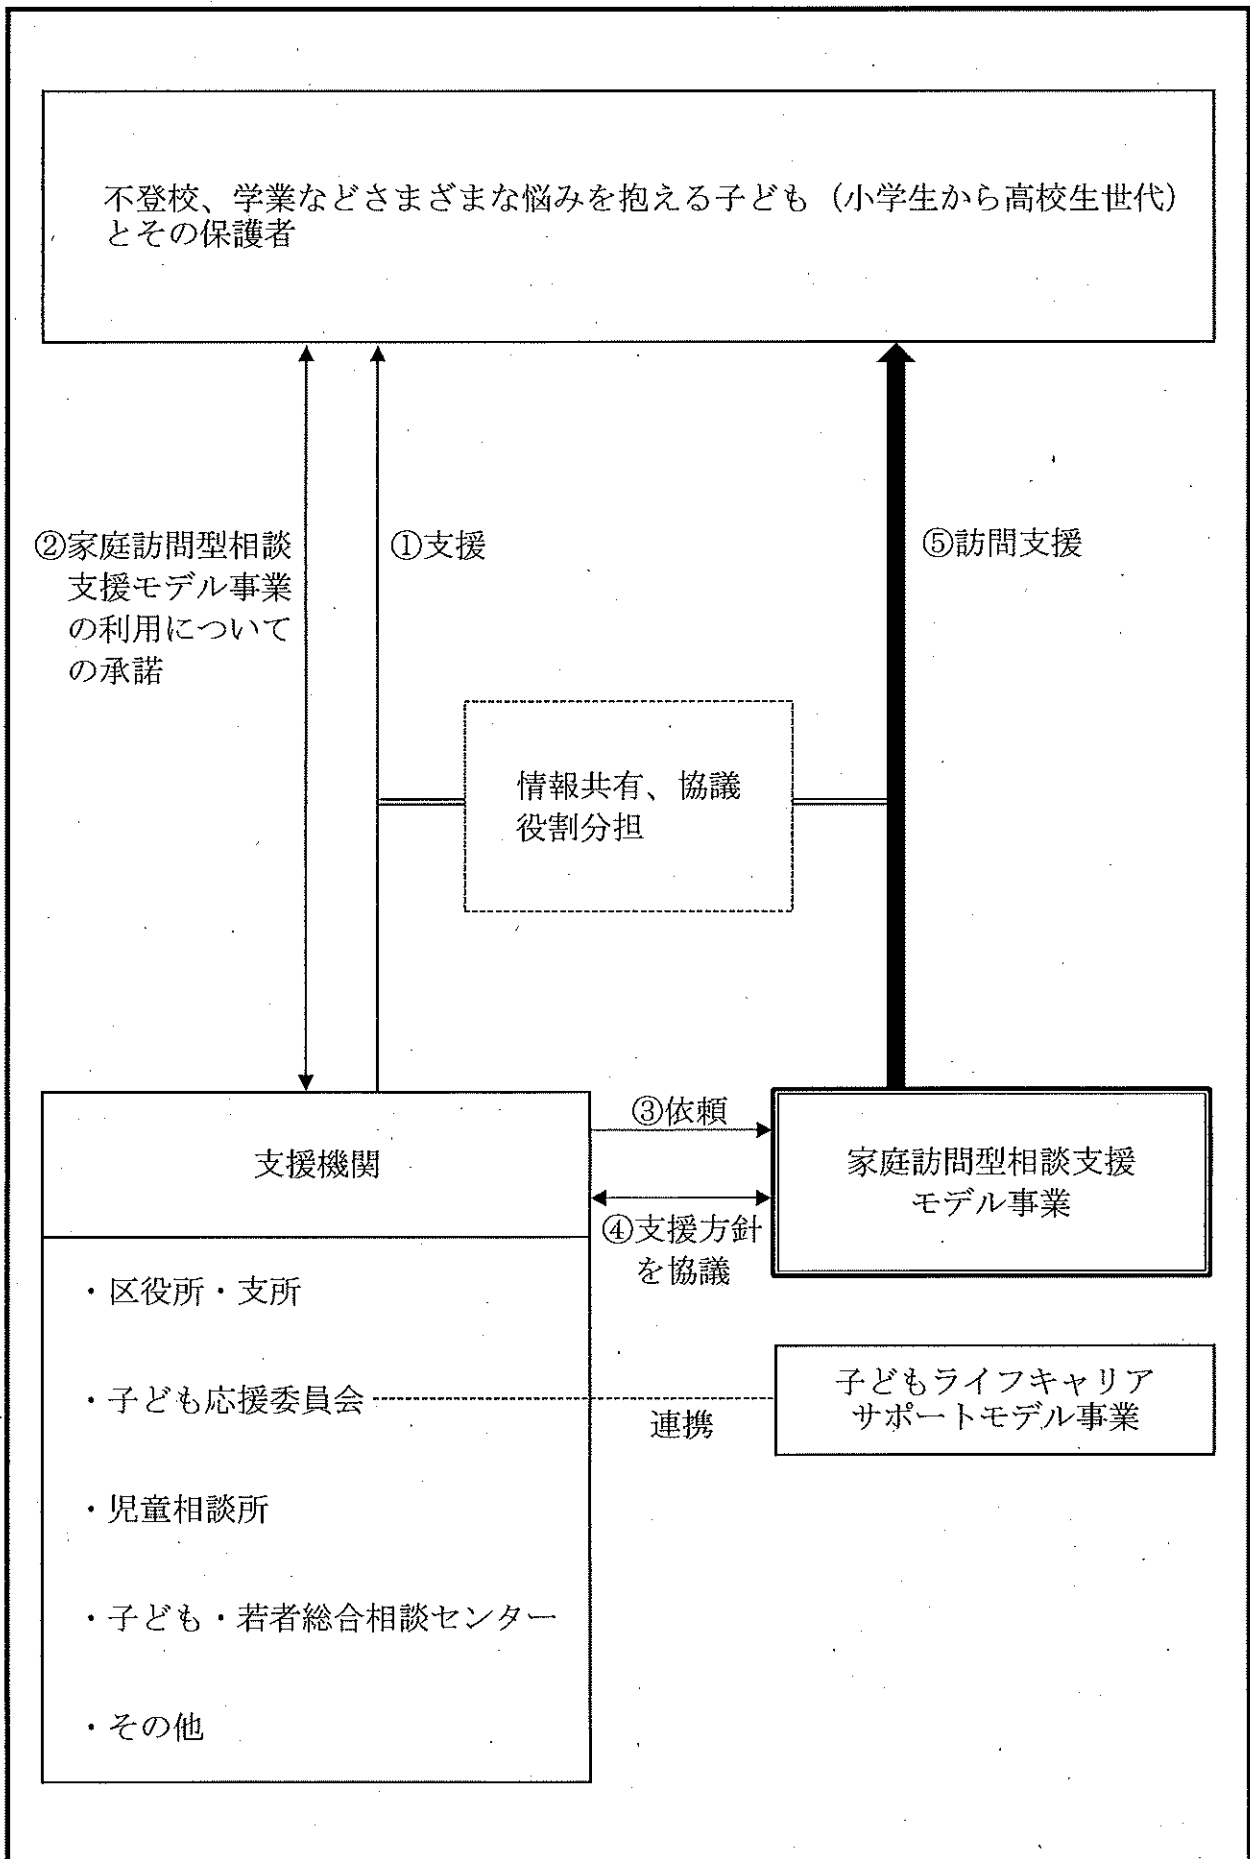 不登校、学業などさまざまな悩みを抱える子ども（小学生から高校生世代）
とその保護者
②家庭訪問型相談
支援モデル事業
の利用について
の承諾
①支援
⑤訪問支援
情報共有、協議
役割分担
支援機関
③依頼
④支援方針
を協議
家庭訪問型相談支援
モデル事業
・区役所・支所
・子ども応援委員会
連携
子どもライフキャリア
サポートモデル事業
・児童相談所
・子ども・若者総合相談センター
・その他